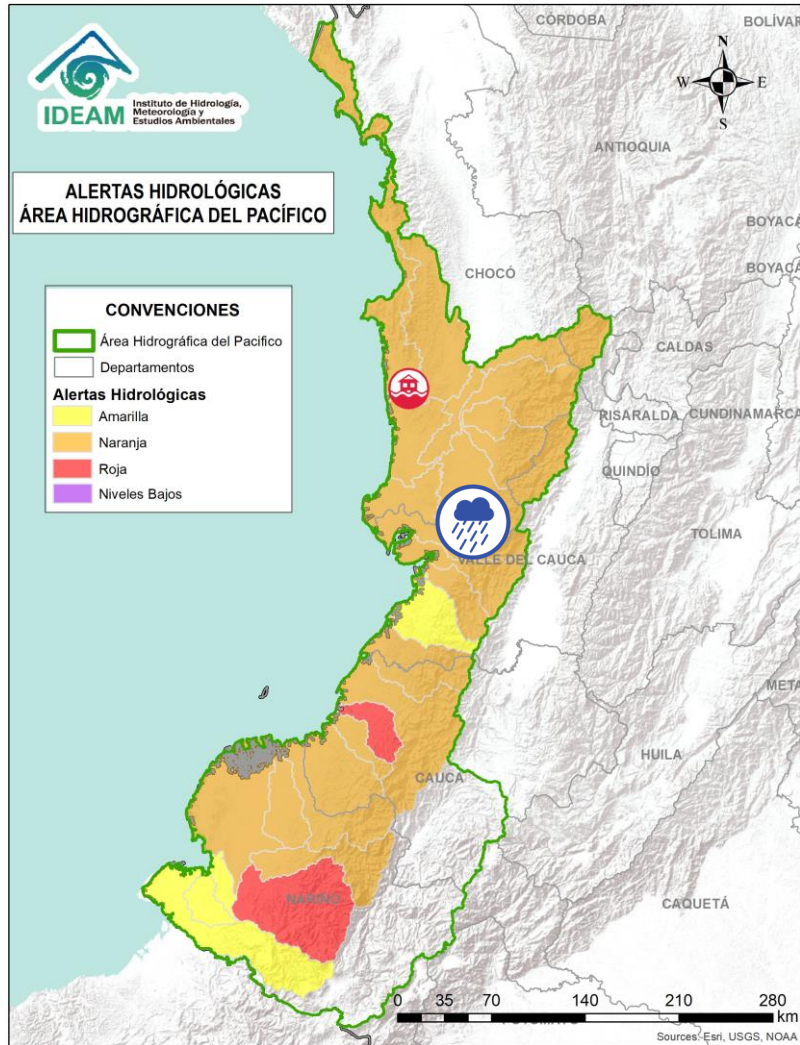 CÓRDOBA
BOLÍVAR
IDEAM
Instituto de Hidrología,
Meteorología y
Estudios Ambientales
N
W E
S
ANTIOQUIA
ALERTAS HIDROLÓGICAS
ÁREA HIDROGRÁFICA DEL PACÍFICO
BOYACÁ
BOYACÁ
CHOCÓ
CONVENCIONES
Área Hidrográfica del Pacifico
Departamentos
Alertas Hidrológicas
Amarilla
Naranja
Roja
Niveles Bajos
CALDAS
RISARALDA
CUNDINAMARCA
QUINDÍO
TOLIMA
VALLE DEL CAUCA
META
HUILA
CAUCA
NARIÑO
CAQUETÁ
0 35 70 140 210 280
km
Sources: Esri, USGS, NOAA